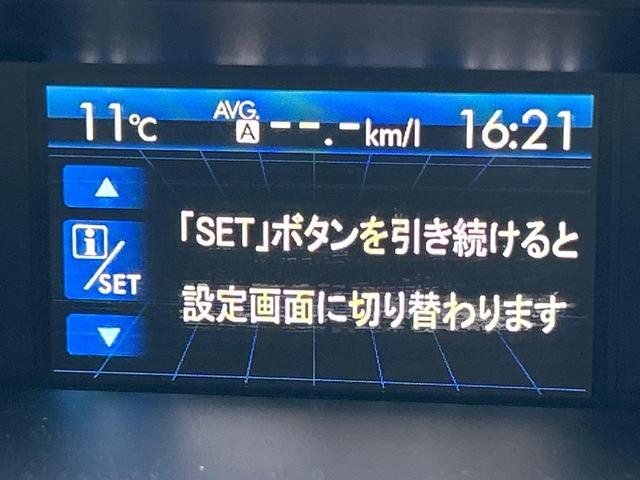 11℃ AVG. A --.- km/l 16:21
「SET」ボタンを引き続けると
i/SET
設定画面に切り替わります